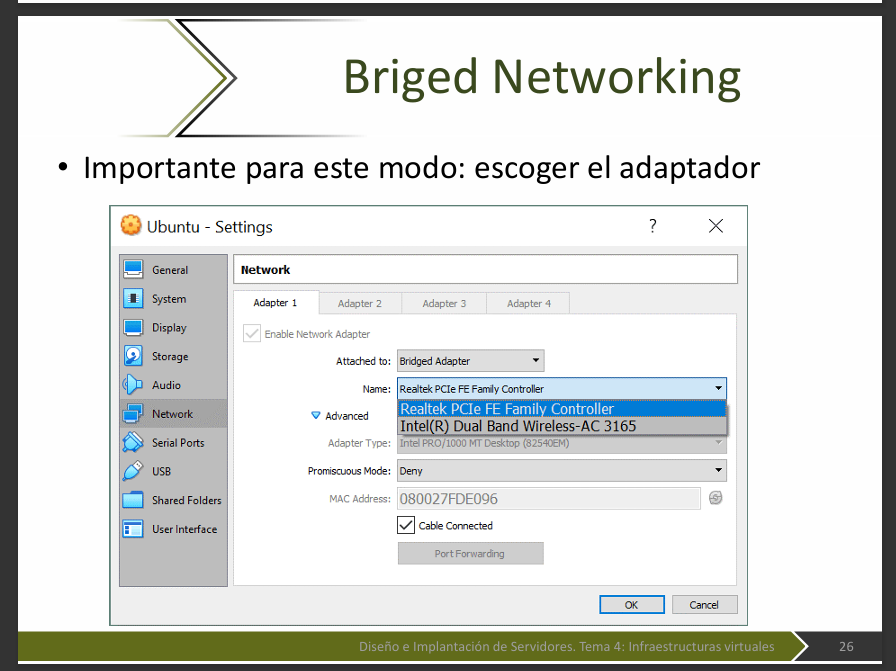 Briged Networking
• Importante para este modo: escoger el adaptador
Ubuntu - Settings ?
General
System
Display
Storage
Audio
Network
Serial Ports
USB
Shared Folders
User Interface
Network
Adapter 1 Adapter 2 Adapter 3 Adapter 4
Enable Network Adapter
Attached to: Bridged Adapter
Name: Realtek PCIe FE Family Controller
Realtek PCIe FE Family Controller
Intel(R) Dual Band Wireless-AC 3165
Advanced
Adapter Type: Intel PRO/1000 MT Desktop (82540EM)
Promiscuous Mode: Deny
MAC Address: 080027FDE096
Cable Connected
Port Forwarding
OK Cancel
Diseño e Implantación de Servidores. Tema 4: Infraestructuras virtuales 26